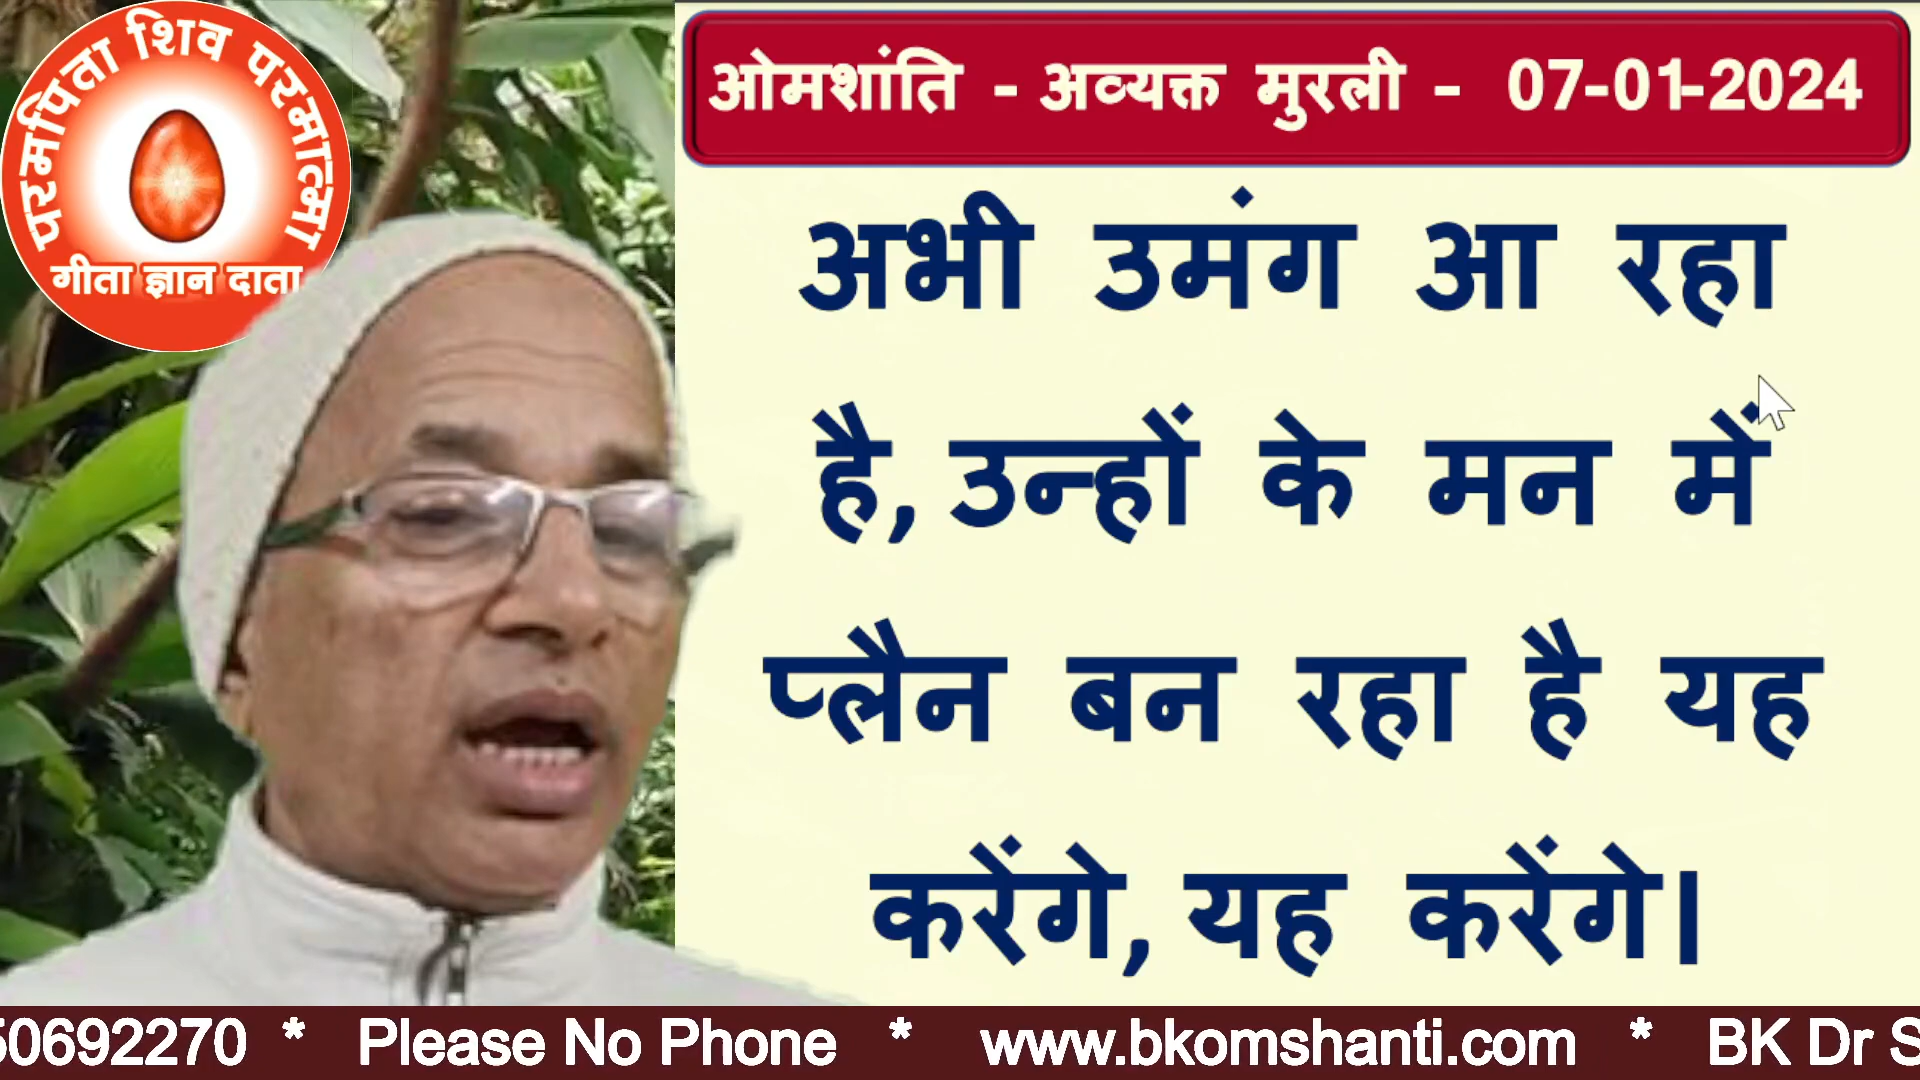 परमपिता शिव परमात्मा
गीता ज्ञान दाता
ओमशांति - अव्यक्त मुरली - 07-01-2024
अभी उमंग आ रहा
है, उन्हों के मन में
प्लैन बन रहा है यह
करेंगे, यह करेंगे।
50692270 * Please No Phone * www.bkomshanti.com * BK Dr S